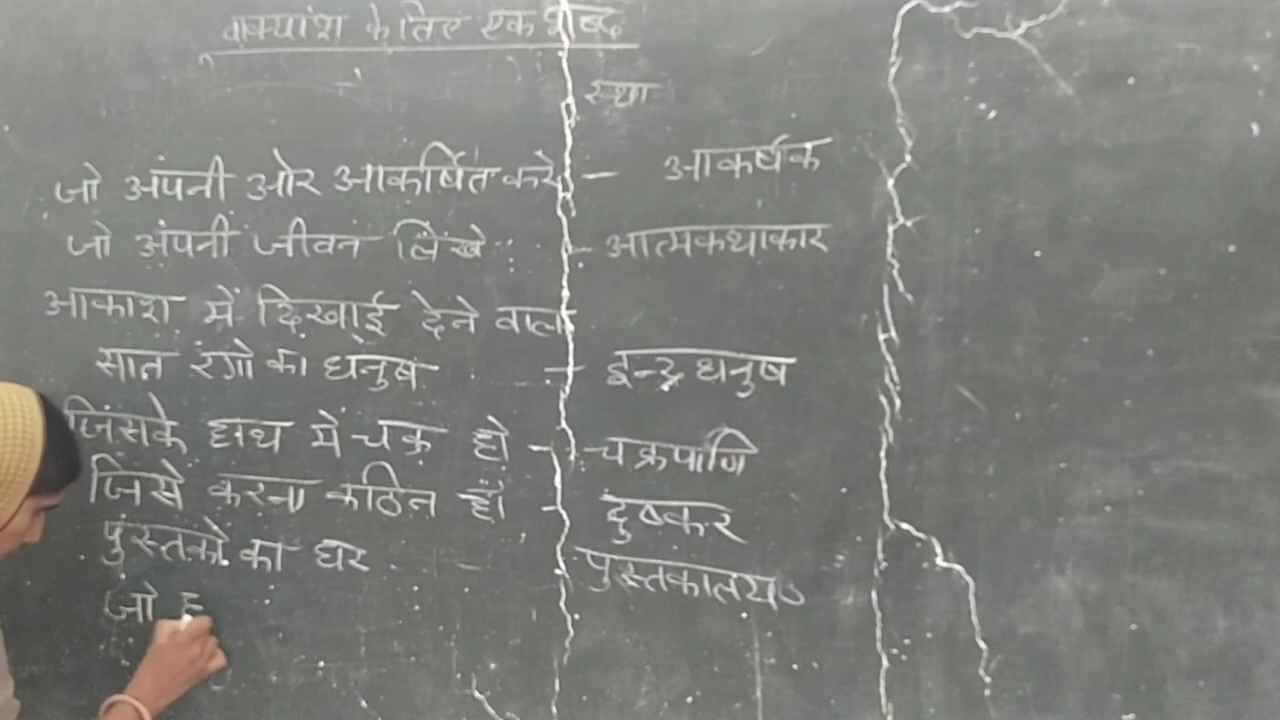 वाक्यांश के लिए एक शब्द
स्था
जो अपनी ओर आकर्षित करे - आकर्षक
जो अपनी जीवन लिखे - आत्मकथाकार
आकाश में दिखाई देने वाला
सात रंगो का धनुष - इन्द्रधनुष
जिसके हाथ में चक्र हो - चक्रपाणि
जिसे करना कठिन हो - दुष्कर
पुस्तकों का घर - पुस्तकालय
जो